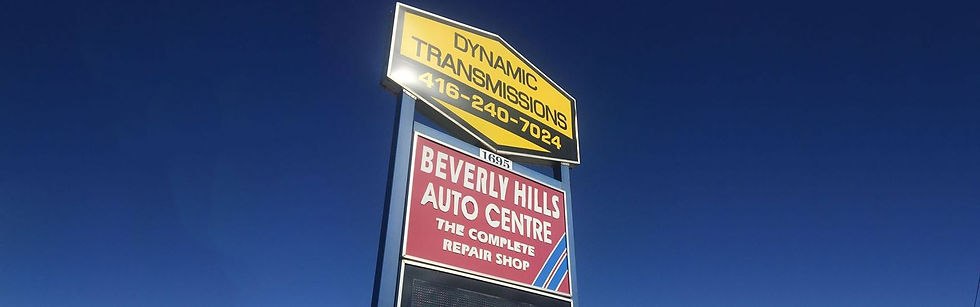 DYNAMIC
TRANSMISSIONS
416-240-7024
1695
BEVERLY HILLS
AUTO CENTRE
THE COMPLETE
REPAIR SHOP